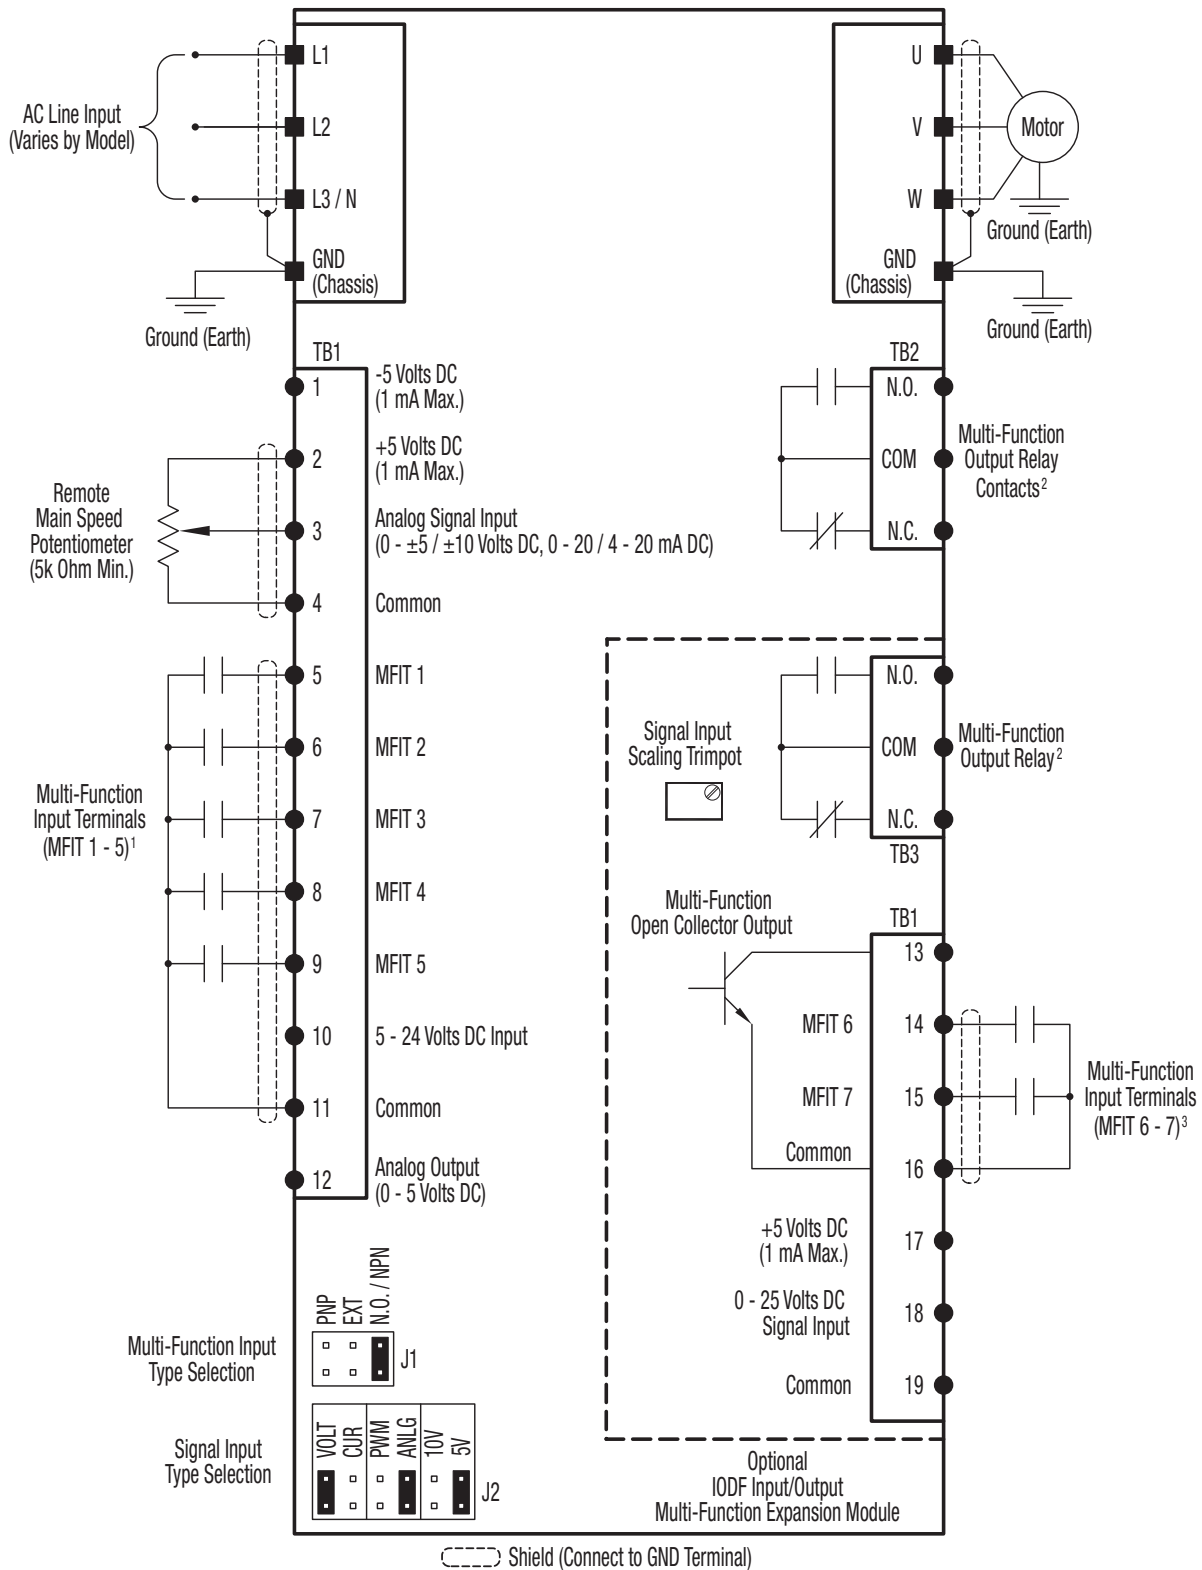 AC Line Input
(Varies by Model)
L1
L2
L3 / N
GND
(Chassis)
Ground (Earth)
U
V
W
GND
(Chassis)
Motor
Ground (Earth)
Ground (Earth)
TB1
1
-5 Volts DC
(1 mA Max.)
2
+5 Volts DC
(1 mA Max.)
Remote
Main Speed
Potentiometer
(5k Ohm Min.)
3
Analog Signal Input
(0 - ±5 / ±10 Volts DC, 0 - 20 / 4 - 20 mA DC)
4
Common
5
MFIT 1
6
MFIT 2
Multi-Function
Input Terminals
(MFIT 1 - 5)1
7
MFIT 3
8
MFIT 4
9
MFIT 5
10
5 - 24 Volts DC Input
11
Common
12
Analog Output
(0 - 5 Volts DC)
TB2
N.O.
COM
N.C.
Multi-Function
Output Relay
Contacts2
N.O.
COM
N.C.
TB3
Multi-Function
Output Relay2
Signal Input
Scaling Trimpot
Multi-Function
Open Collector Output
TB1
13
MFIT 6
14
MFIT 7
15
Common
16
Multi-Function
Input Terminals
(MFIT 6 - 7)3
+5 Volts DC
(1 mA Max.)
17
0 - 25 Volts DC
Signal Input
18
Common
19
PNP
EXT
N.O. / NPN
Multi-Function Input
Type Selection
J1
VOLT
CUR
PWM
ANLG
10V
5V
Signal Input
Type Selection
J2
Optional
IODF Input/Output
Multi-Function Expansion Module
Shield (Connect to GND Terminal)